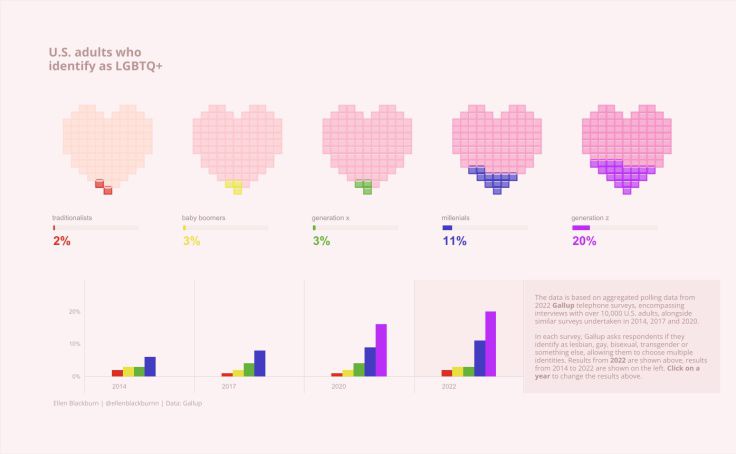 U.S. adults who
identify as LGBTQ+
traditionalists
baby boomers
generation x
millenials
generation z
2%
3%
3%
11%
20%
20%
10%
0%
2014
2017
2020
2022
The data is based on aggregated polling data from
2022 Gallup telephone surveys, encompassing
interviews with over 10,000 U.S. adults, alongside
similar surveys undertaken in 2014, 2017 and 2020.
In each survey, Gallup asks respondents if they
identify as lesbian, gay, bisexual, transgender or
something else, allowing them to choose multiple
identities. Results from 2022 are shown above, results
from 2014 to 2022 are shown on the left. Click on a
year to change the results above.
Ellen Blackburn | @ellenblackburnn | Data: Gallup